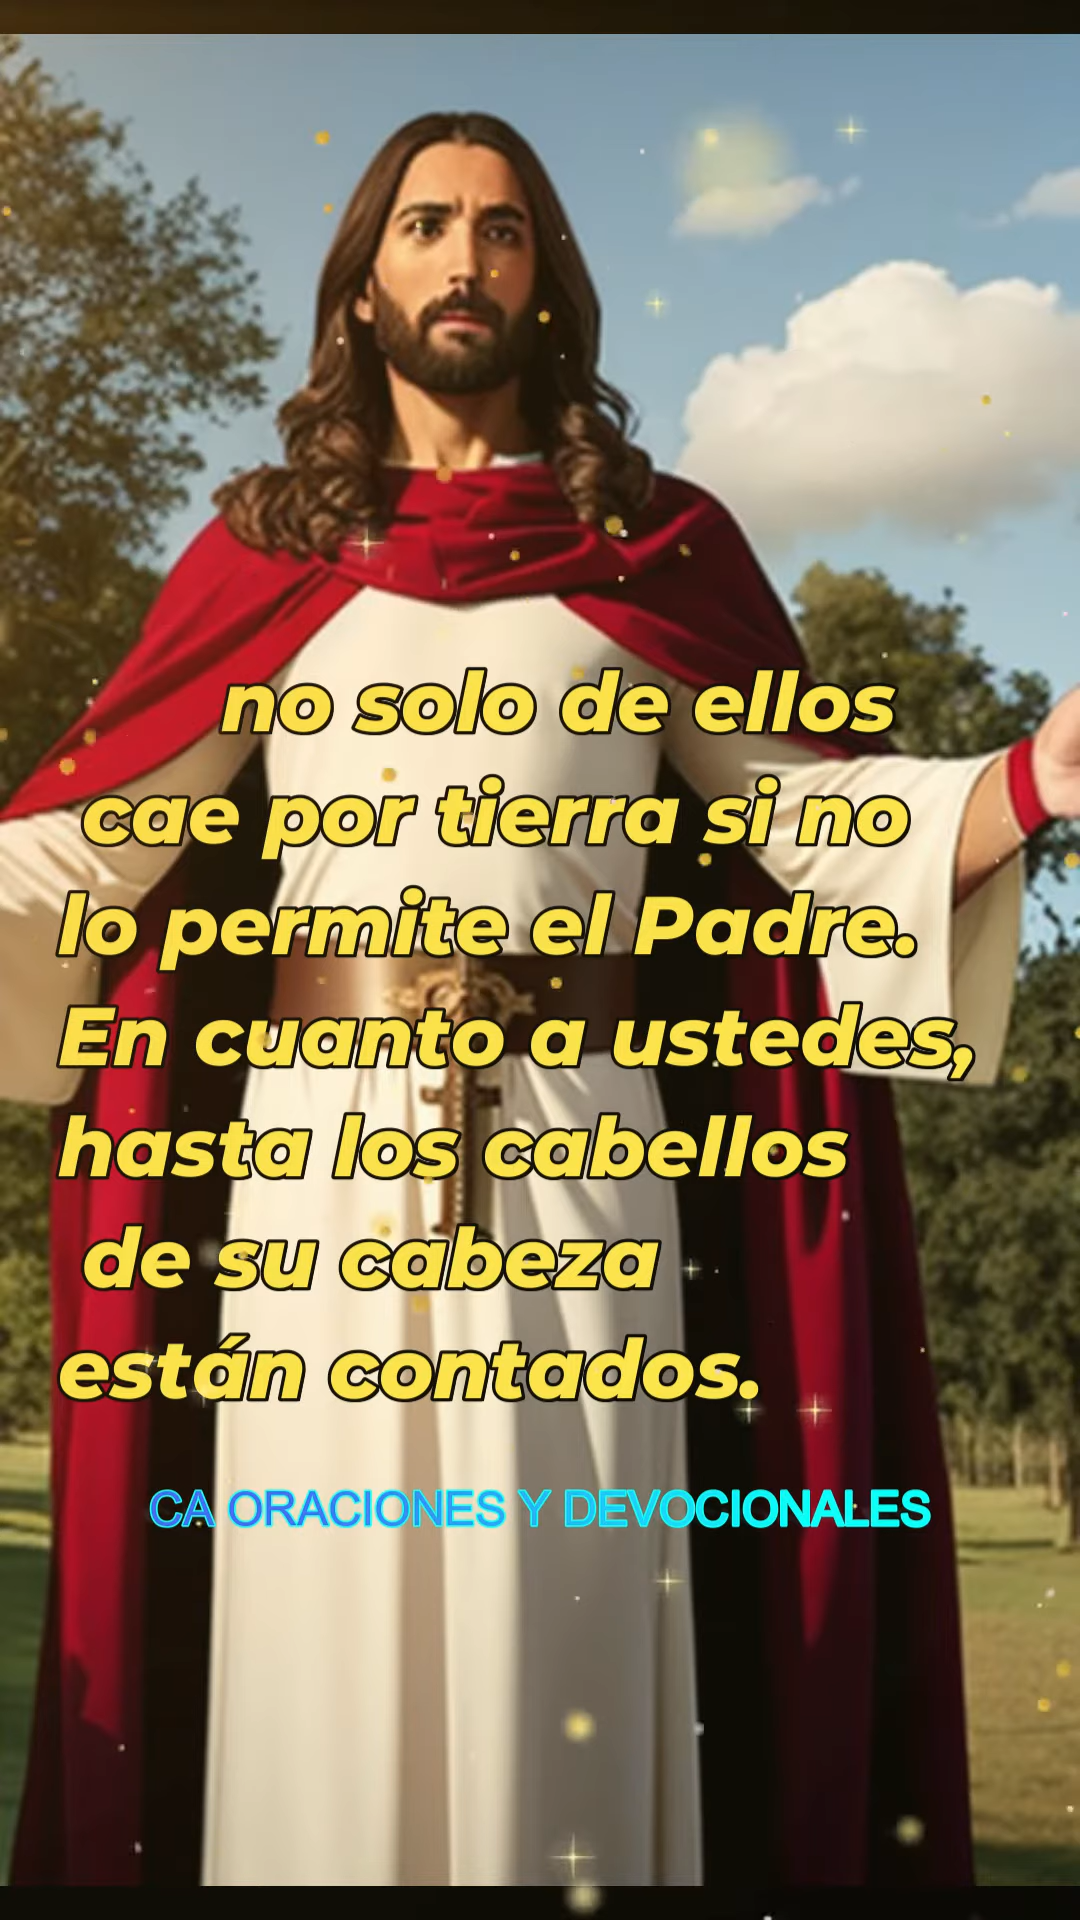 no solo de ellos
cae por tierra si no
lo permite el Padre.
En cuanto a ustedes,
hasta los cabellos
de su cabeza
están contados.
CA ORACIONES Y DEVOCIONALES